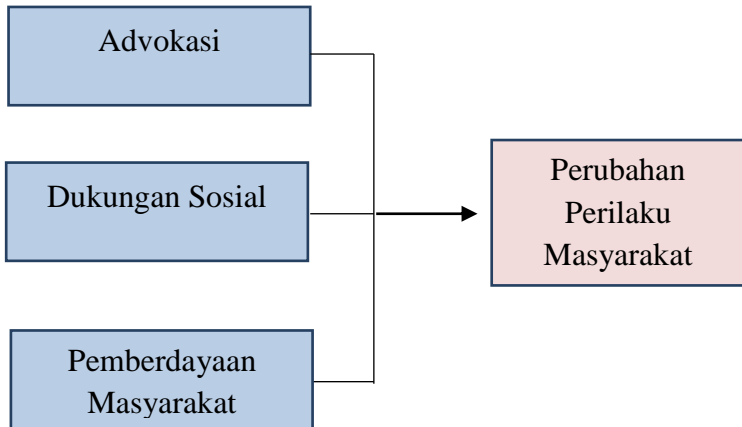 Advokasi
Dukungan Sosial
Pemberdayaan
Masyarakat
Perubahan
Perilaku
Masyarakat